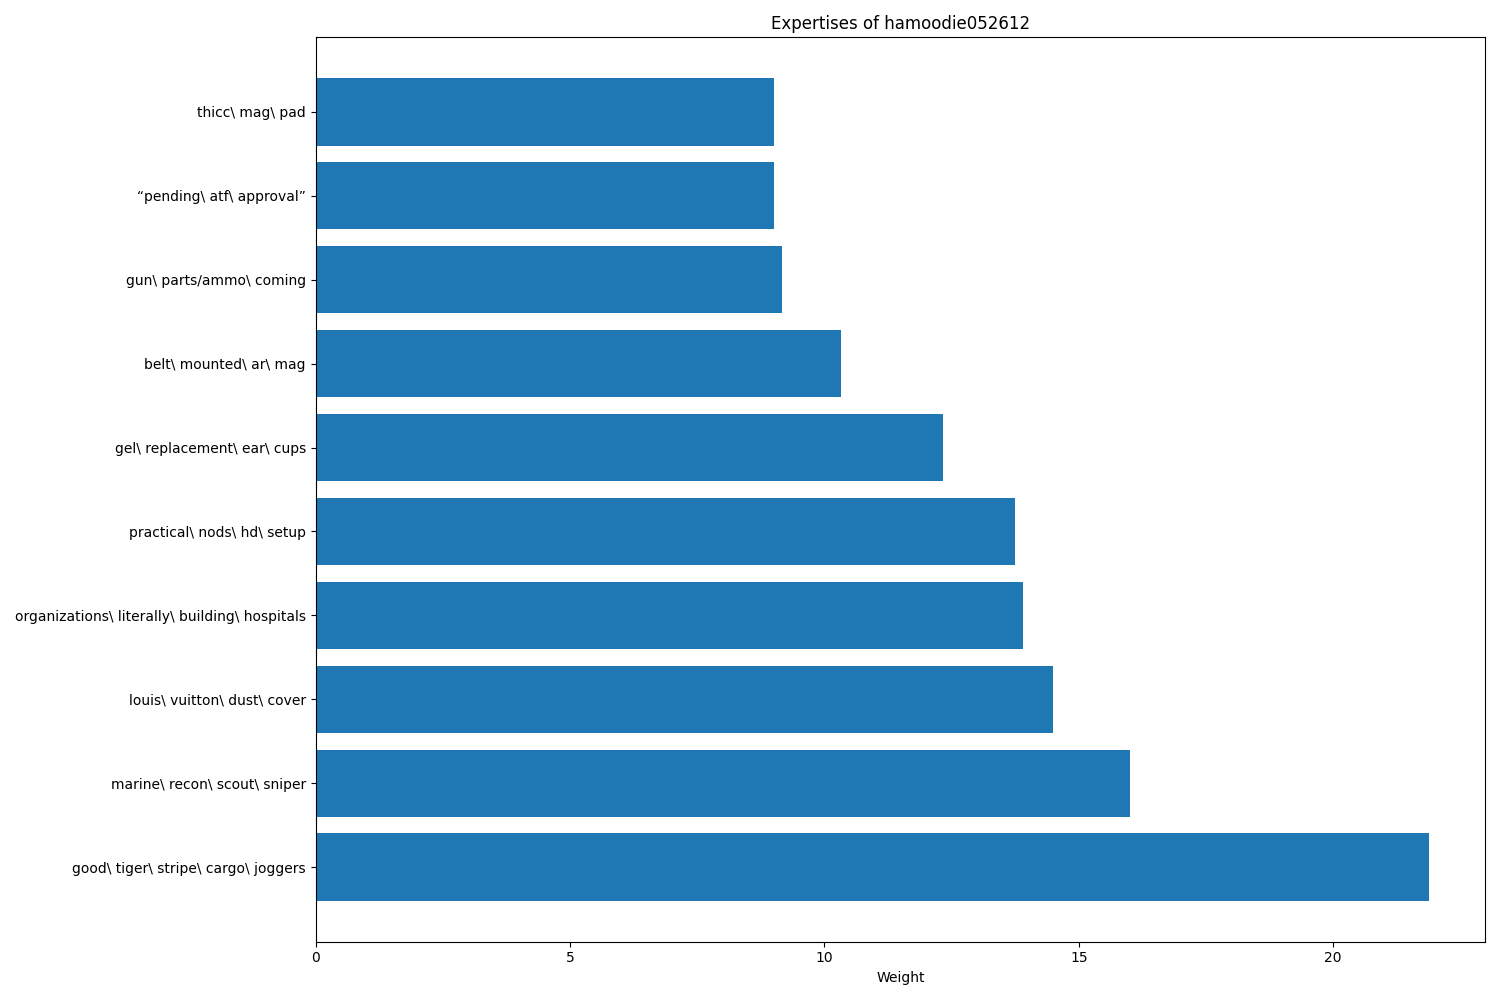 Expertises of hamoodie052612
thicc\ mag\ pad
“pending\ atf\ approval”
gun\ parts/ammo\ coming
belt\ mounted\ ar\ mag
gel\ replacement\ ear\ cups
practical\ nods\ hd\ setup
organizations\ literally\ building\ hospitals
louis\ vuitton\ dust\ cover
marine\ recon\ scout\ sniper
good\ tiger\ stripe\ cargo\ joggers
0 5 10 15 20
Weight